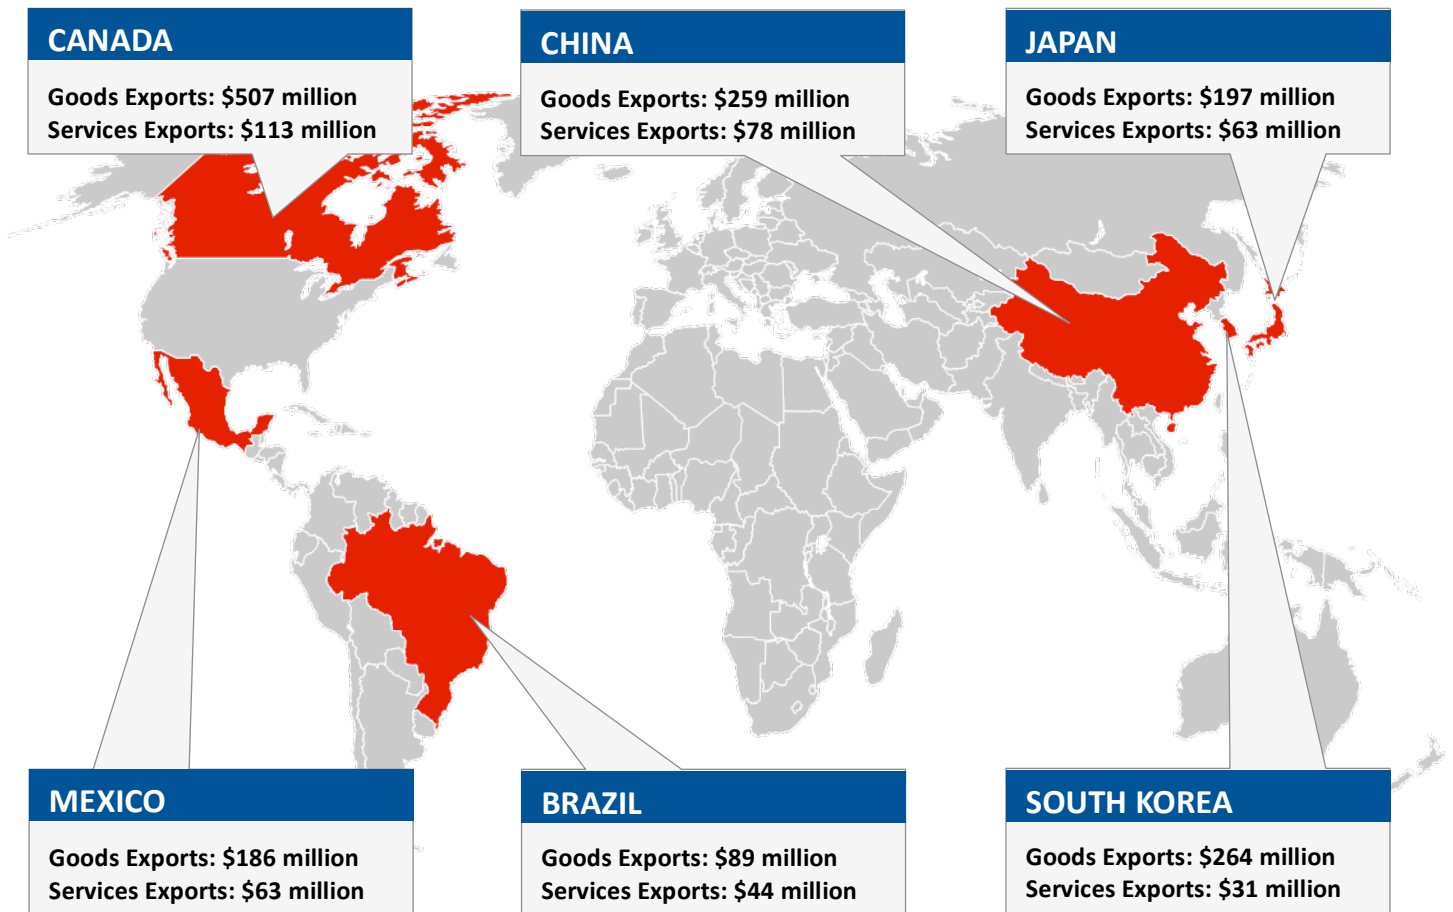 CANADA
Goods Exports: $507 million
Services Exports: $113 million
CHINA
Goods Exports: $259 million
Services Exports: $78 million
JAPAN
Goods Exports: $197 million
Services Exports: $63 million
MEXICO
Goods Exports: $186 million
Services Exports: $63 million
BRAZIL
Goods Exports: $89 million
Services Exports: $44 million
SOUTH KOREA
Goods Exports: $264 million
Services Exports: $31 million